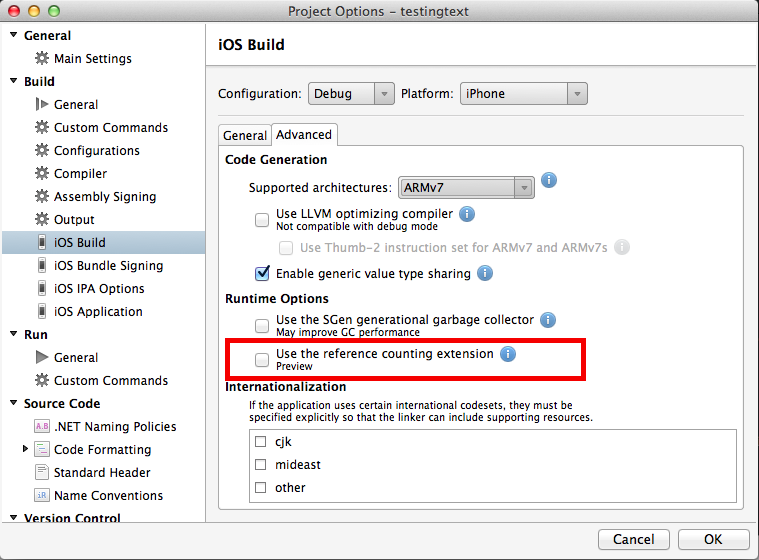 Project Options – testingtext
General
Main Settings
Build
General
Custom Commands
Configurations
Compiler
Assembly Signing
Output
iOS Build
iOS Bundle Signing
iOS IPA Options
iOS Application
Run
General
Custom Commands
Source Code
A.B .NET Naming Policies
Code Formatting
Standard Header
iR Name Conventions
Version Control
iOS Build
Configuration: Debug Platform: iPhone
General Advanced
Code Generation
Supported architectures: ARMv7 i
Use LLVM optimizing compiler i
Not compatible with debug mode
Use Thumb-2 instruction set for ARMv7 and ARMv7s i
Enable generic value type sharing i
Runtime Options
Use the SGen generational garbage collector i
May improve GC performance
Use the reference counting extension i
Preview
Internationalization
If the application uses certain international codesets, they must be
specified explicitly so that the linker can include supporting resources.
cjk
mideast
other
Cancel OK